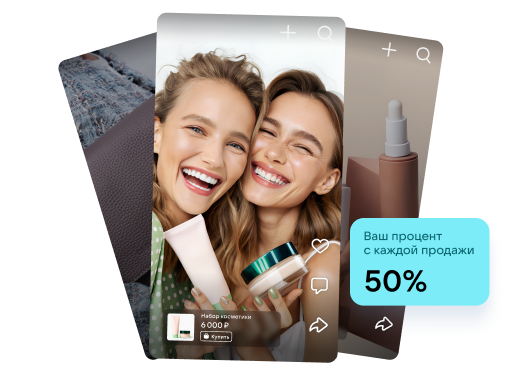 Ваш процент
с каждой продажи
50%
Набор косметики
6 000 ₽
Купить